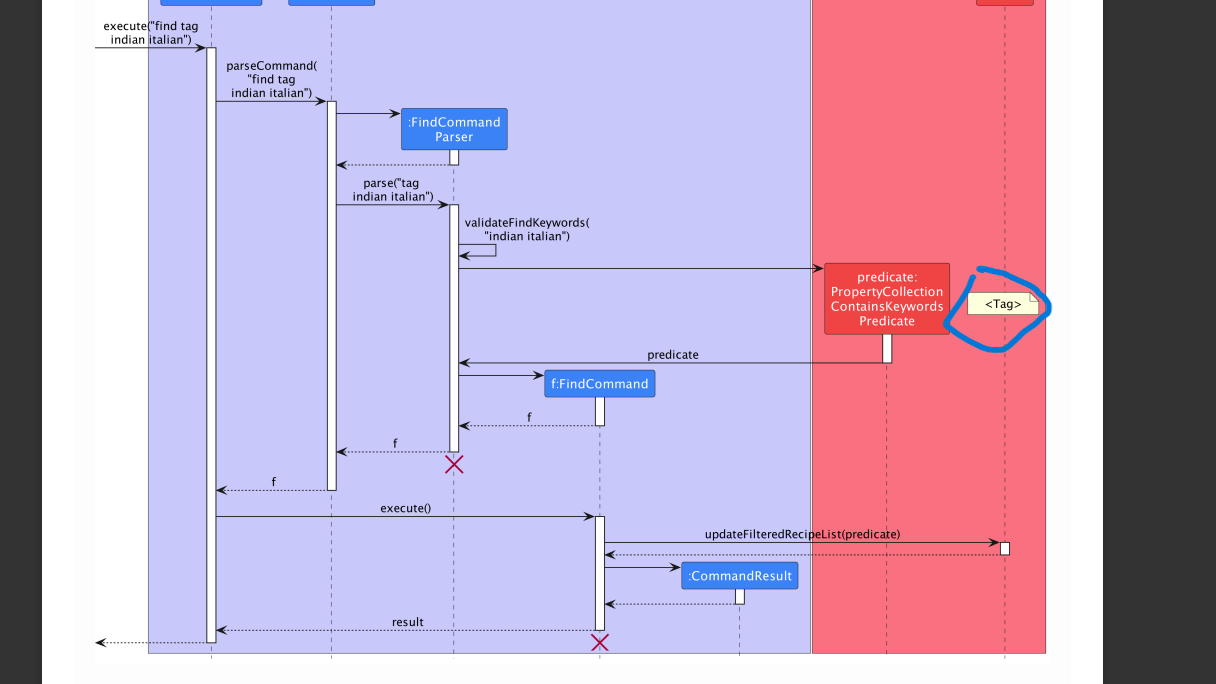 execute("find tag
indian italian")
parseCommand(
"find tag
indian italian")
:FindCommand
Parser
parse("tag
indian italian")
validateFindKeywords(
"indian italian")
predicate:
PropertyCollection
ContainsKeywords
Predicate
<Tag>
predicate
f:FindCommand
f
f
f
execute()
updateFilteredRecipeList(predicate)
:CommandResult
result